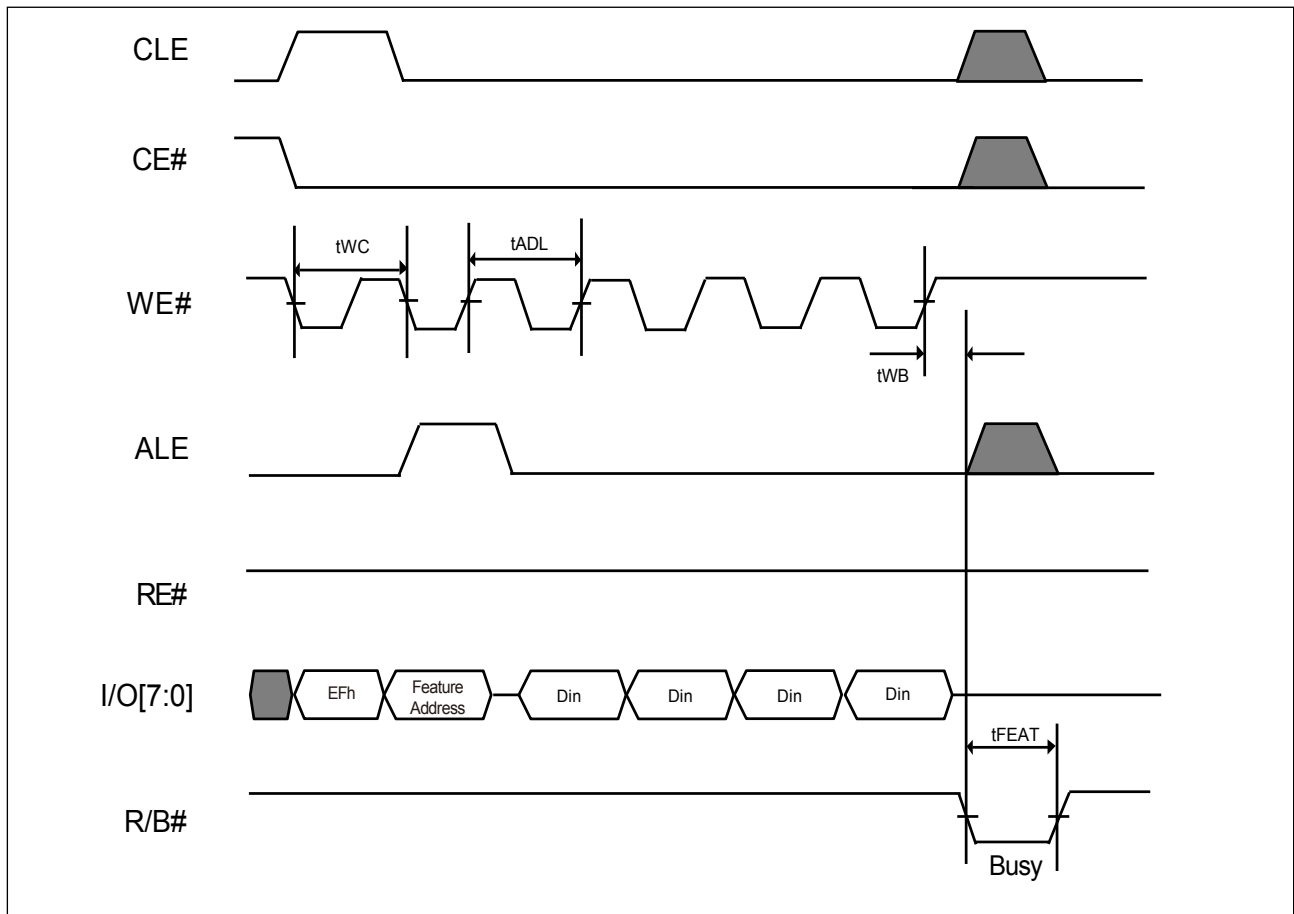 CLE
CE#
tWC
tADL
WE#
tWB
ALE
RE#
I/O[7:0]
EFh
Feature
Address
Din
Din
Din
Din
tFEAT
R/B#
Busy